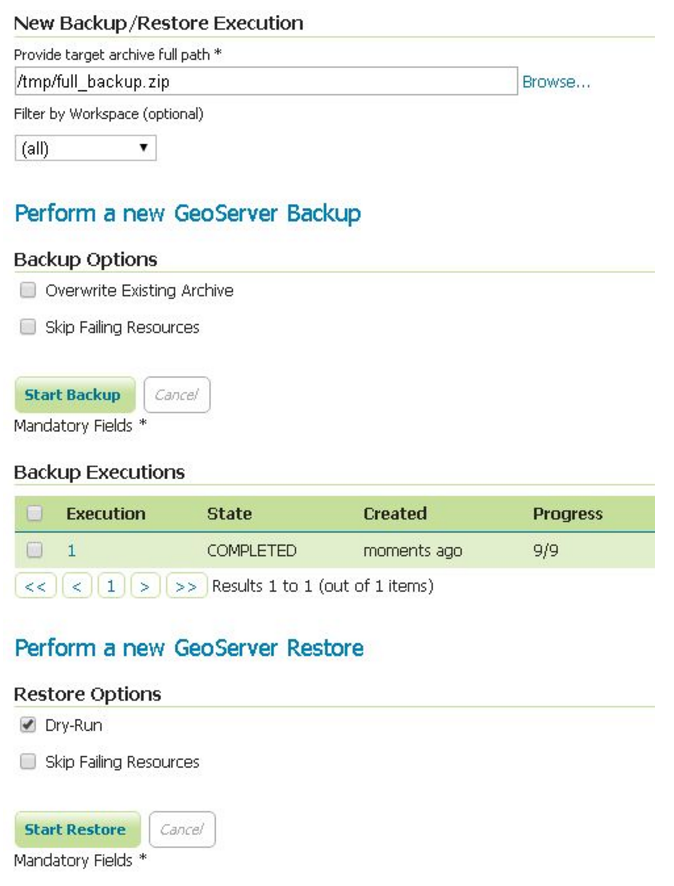 New Backup/Restore Execution
Provide target archive full path *
/tmp/full_backup.zip Browse...
Filter by Workspace (optional)
(all)
Perform a new GeoServer Backup
Backup Options
Overwrite Existing Archive
Skip Failing Resources
Start Backup Cancel
Mandatory Fields *
Backup Executions
Execution State Created Progress
1 COMPLETED moments ago 9/9
<< < 1 > >> Results 1 to 1 (out of 1 items)
Perform a new GeoServer Restore
Restore Options
Dry-Run
Skip Failing Resources
Start Restore Cancel
Mandatory Fields *